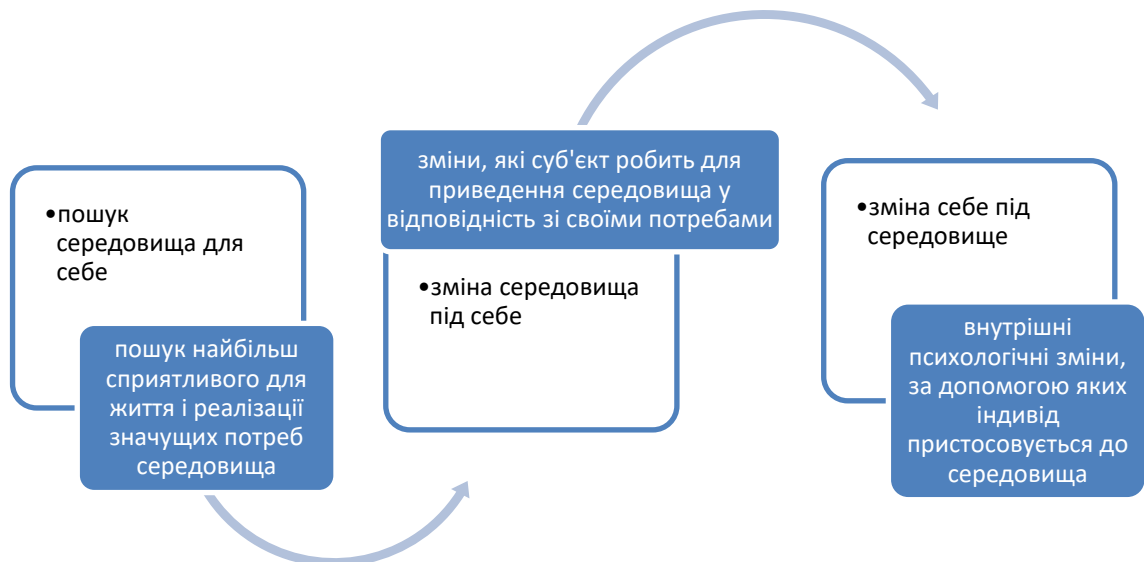 •пошук
середовища для
себе
пошук найбільш
сприятливого для
життя і реалізації
значущих потреб
середовища
зміни, які суб'єкт робить для
приведення середовища у
відповідність зі своїми потребами
•зміна середовища
під себе
•зміна себе під
середовище
внутрішні
психологічні зміни,
за допомогою яких
індивід
пристосовується до
середовища